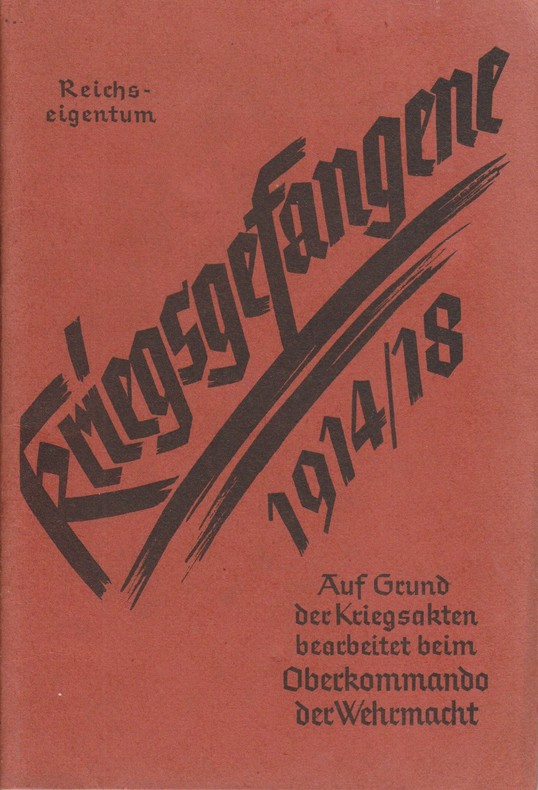 Reichs-
eigentum
Kriegsgefangene
1914/18
Auf Grund
der Kriegsakten
bearbeitet beim
Oberkommando
der Wehrmacht